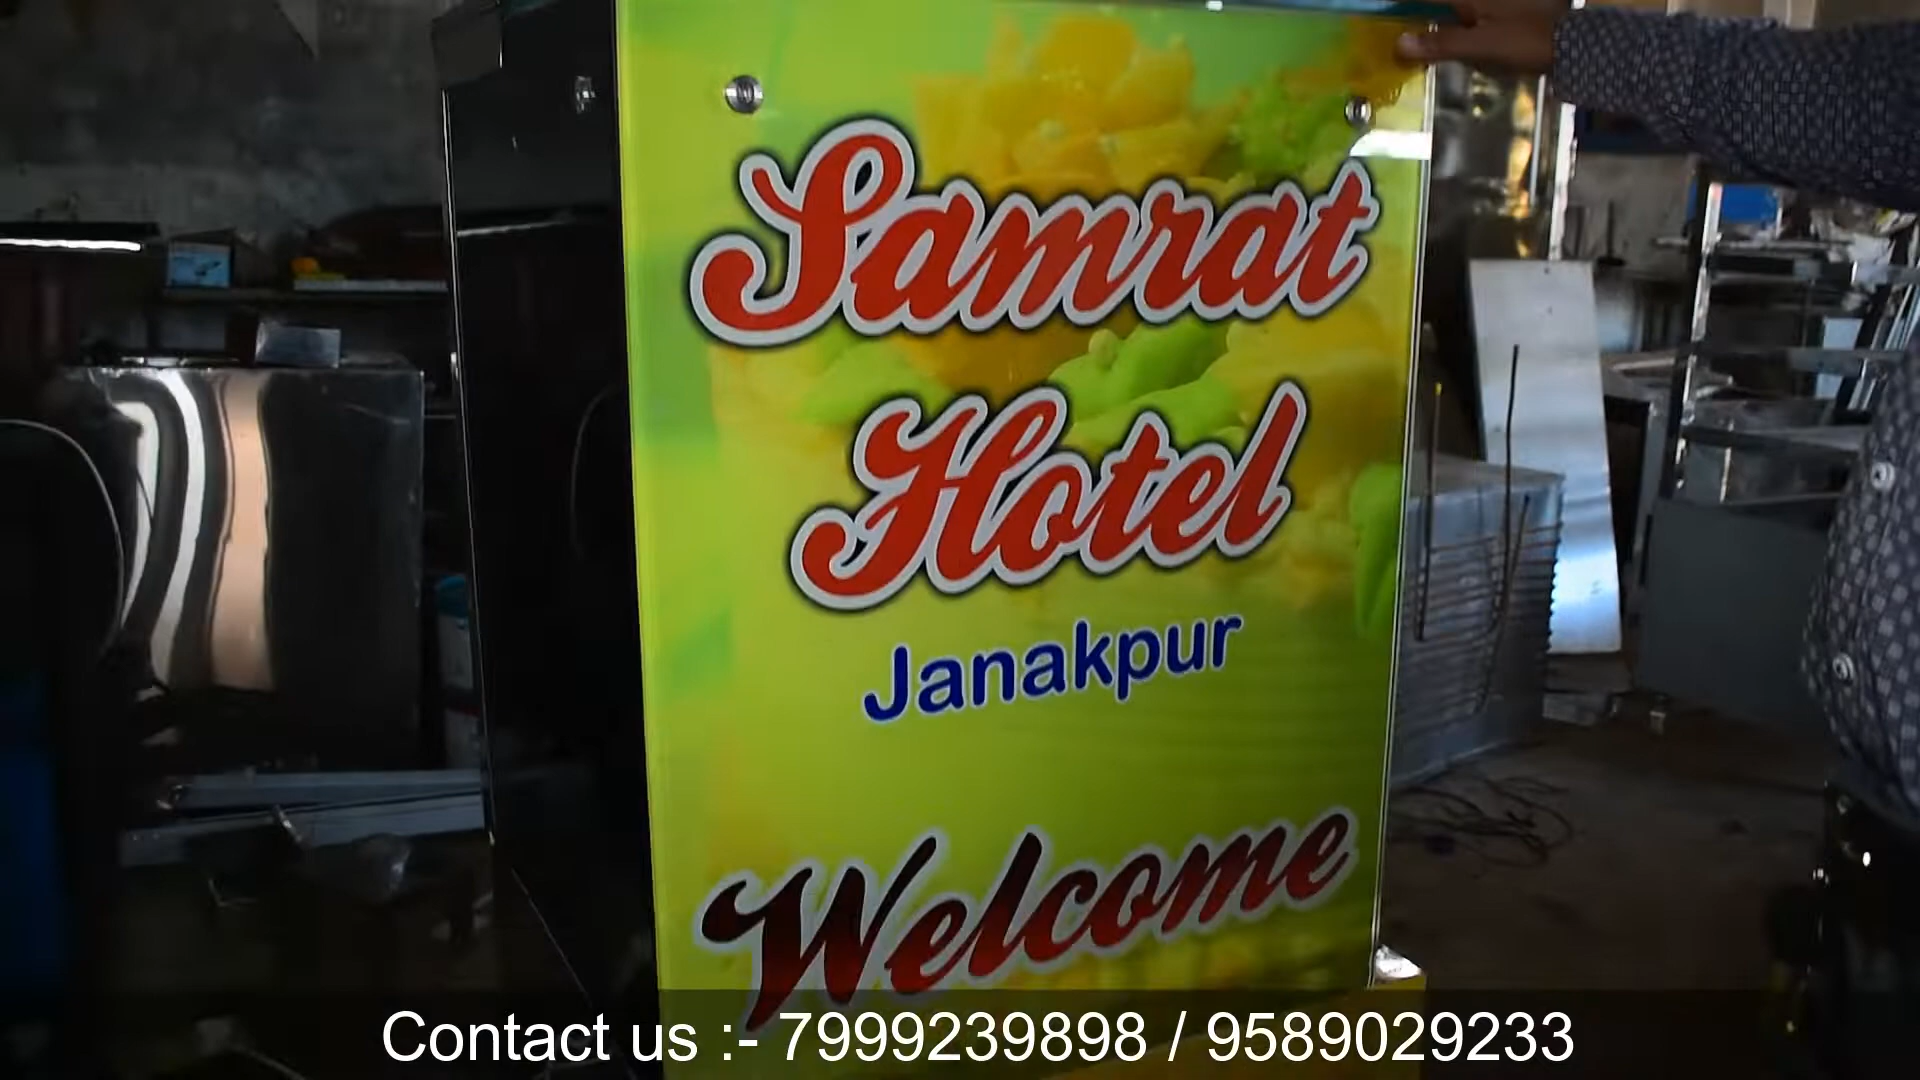 Samrat
Hotel
Janakpur
Welcome
Contact us :- 7999239898 / 9589029233